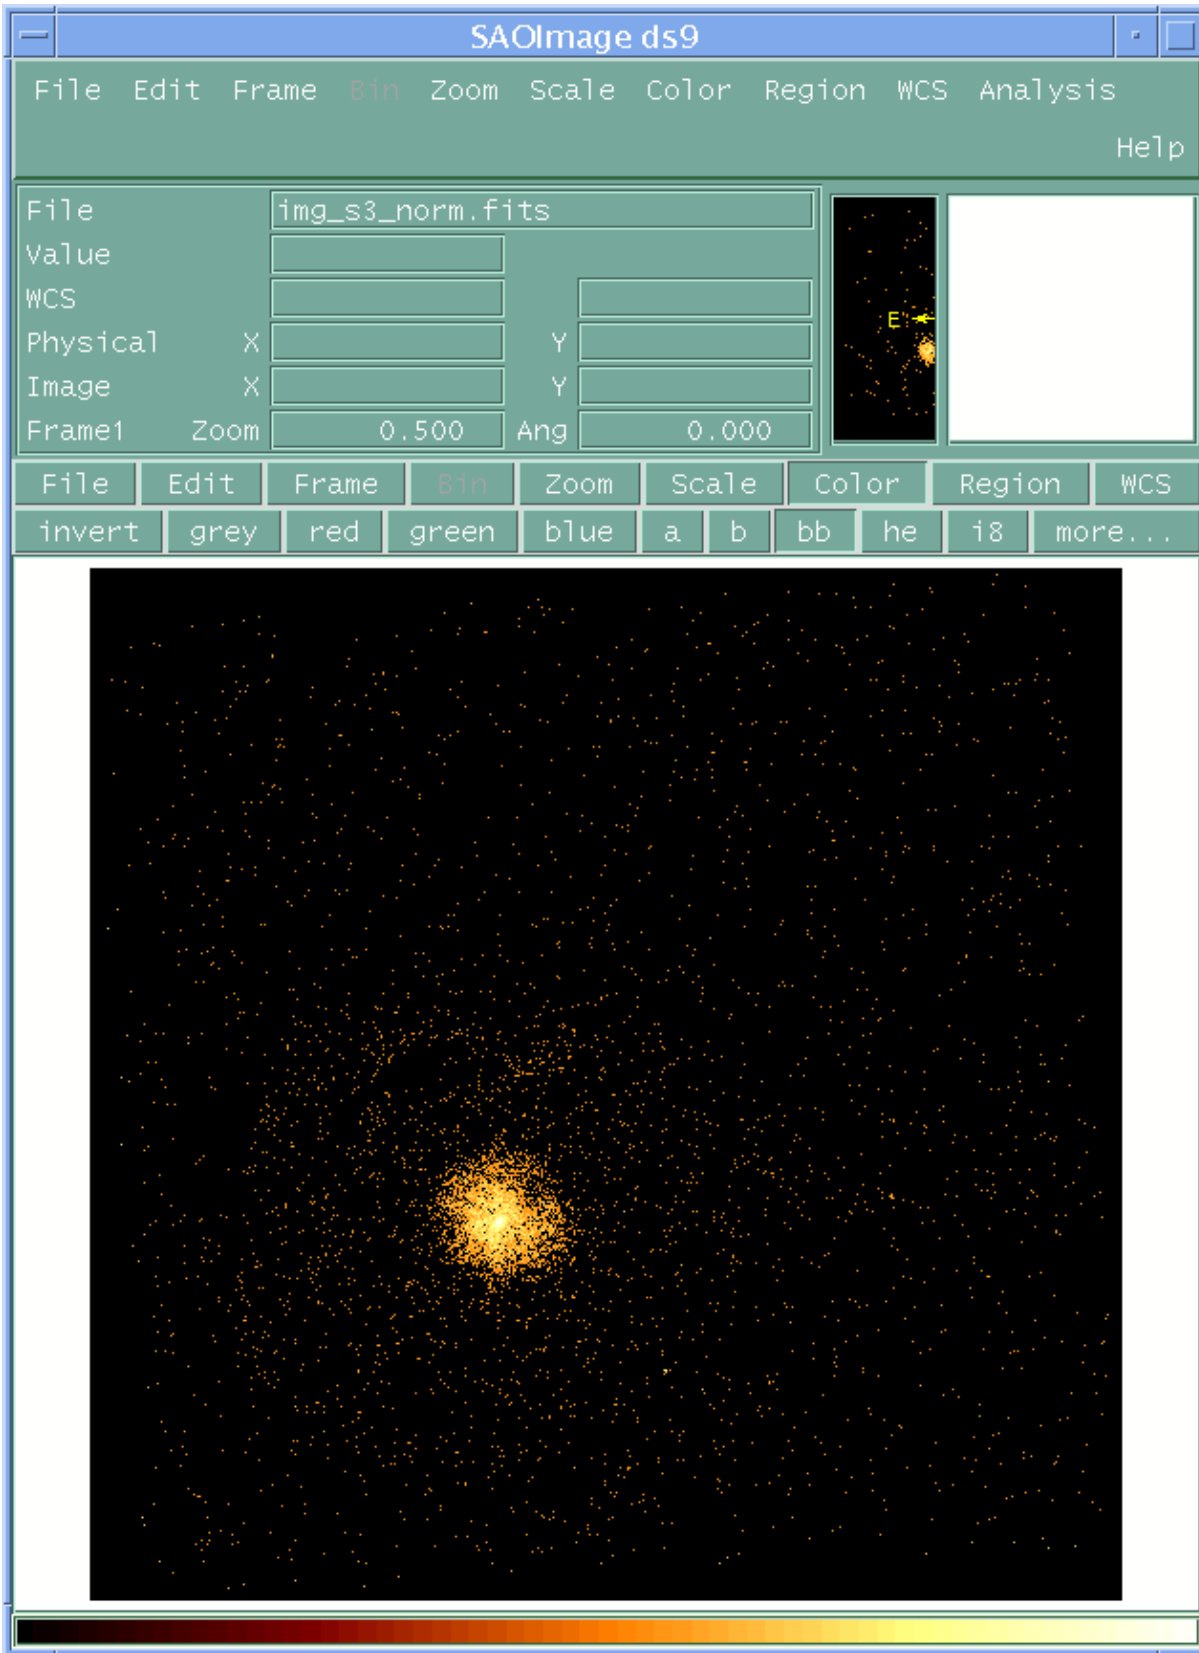 SAOImage ds9
File Edit Frame Bin Zoom Scale Color Region WCS Analysis
Help
File img_s3_norm.fits
Value
WCS
Physical X Y
Image X Y
Frame1 Zoom 0.500 Ang 0.000
E
File Edit Frame Bin Zoom Scale Color Region WCS
invert grey red green blue a b bb he i8 more...